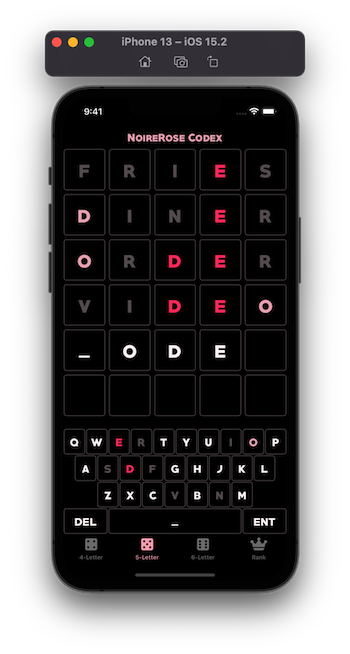 iPhone 13 – iOS 15.2
9:41
NoireRose Codex
F R I E S
D I N E R
O R D E R
V I D E O
_ O D E
Q W E R T Y U I O P
A S D F G H J K L
Z X C V B N M
DEL _ ENT
4-Letter 5-Letter 6-Letter Rank